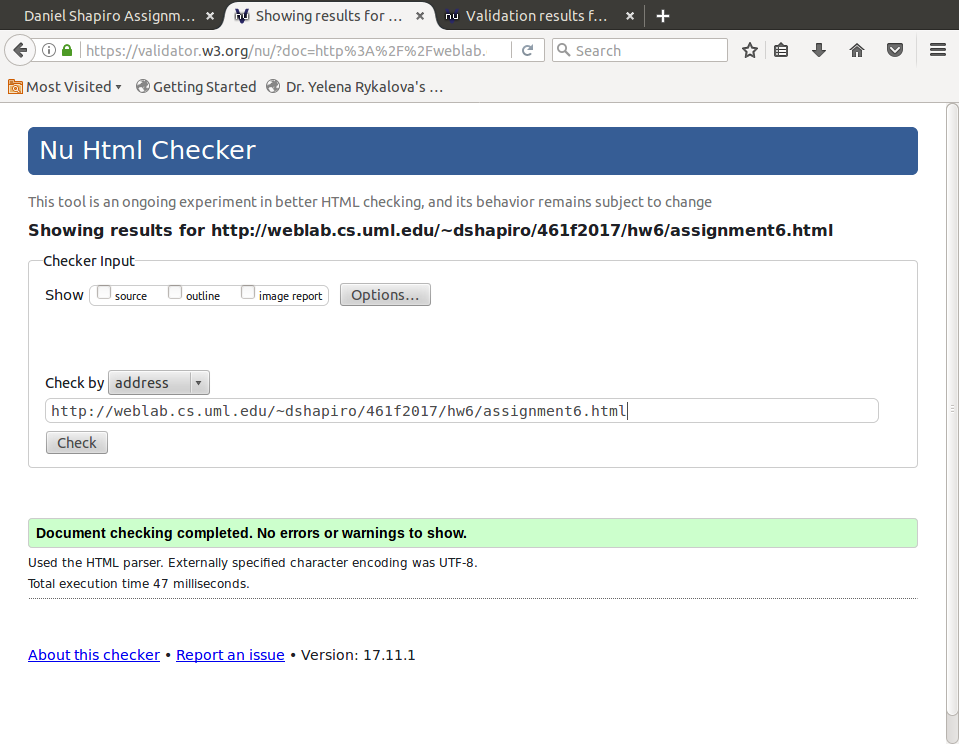 Daniel Shapiro Assignm...
Showing results for ...
Validation results f...
https://validator.w3.org/nu/?doc=http%3A%2F%2Fweblab.
Search
Most Visited
Getting Started
Dr. Yelena Rykalova's ...
Nu Html Checker
This tool is an ongoing experiment in better HTML checking, and its behavior remains subject to change
Showing results for http://weblab.cs.uml.edu/~dshapiro/461f2017/hw6/assignment6.html
Checker Input
Show source outline image report Options...
Check by address
http://weblab.cs.uml.edu/~dshapiro/461f2017/hw6/assignment6.html
Check
Document checking completed. No errors or warnings to show.
Used the HTML parser. Externally specified character encoding was UTF-8.
Total execution time 47 milliseconds.
About this checker • Report an issue • Version: 17.11.1